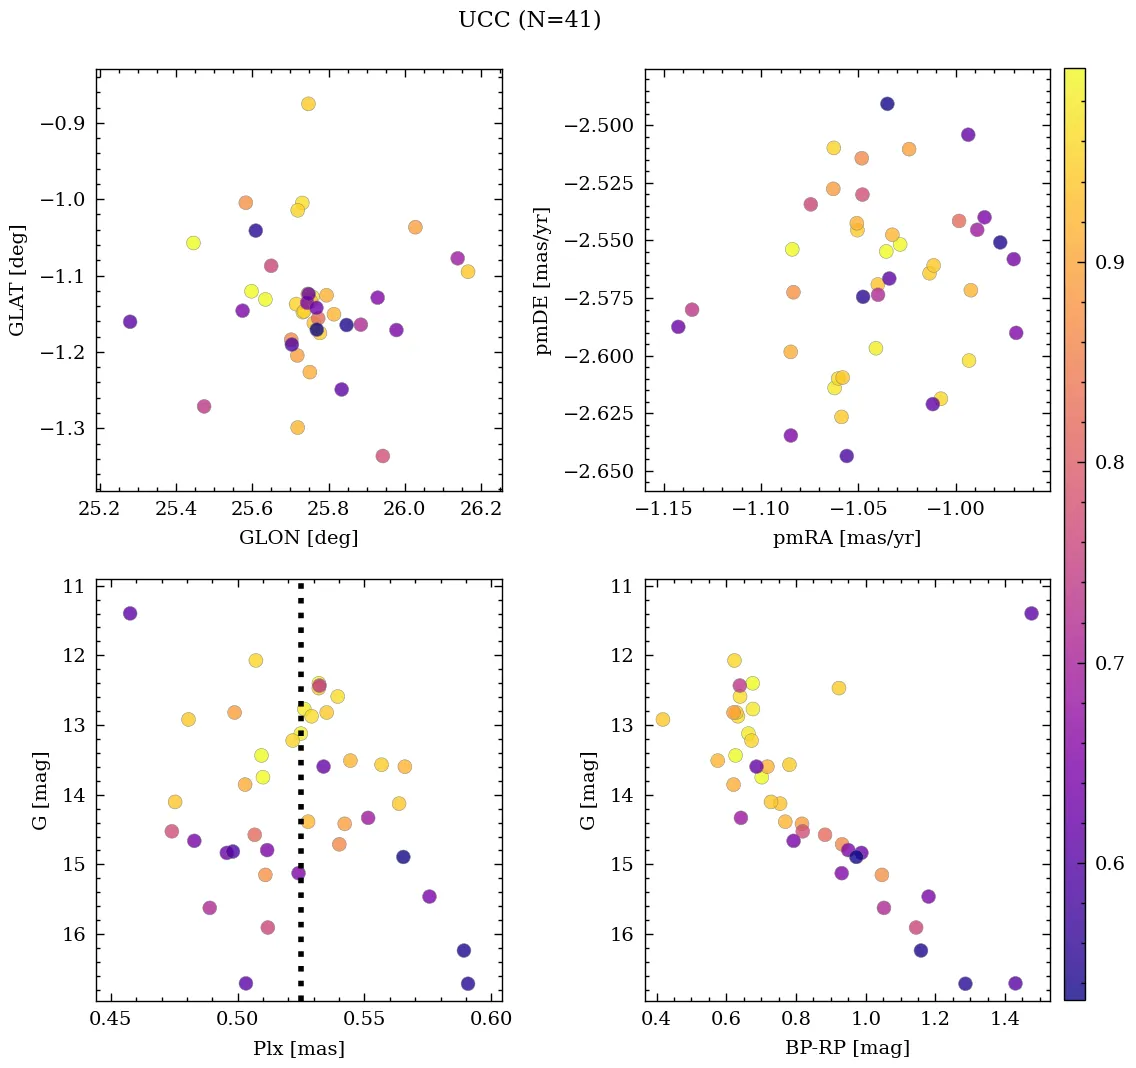 UCC (N=41)
−0.9
−1.0
−1.1
−1.2
−1.3
GLAT [deg]
25.2 25.4 25.6 25.8 26.0 26.2
GLON [deg]
−2.500
−2.525
−2.550
−2.575
−2.600
−2.625
−2.650
pmDE [mas/yr]
−1.15 −1.10 −1.05 −1.00
pmRA [mas/yr]
11
12
13
14
15
16
G [mag]
0.45 0.50 0.55 0.60
Plx [mas]
11
12
13
14
15
16
G [mag]
0.4 0.6 0.8 1.0 1.2 1.4
BP-RP [mag]
0.9
0.8
0.7
0.6